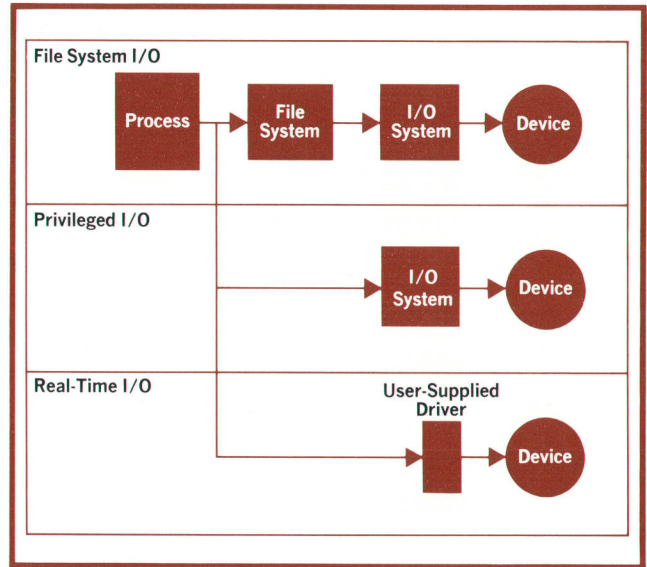 File System I/O
Process
File
System
I/O
System
Device
Privileged I/O
I/O
System
Device
Real-Time I/O
User-Supplied
Driver
Device